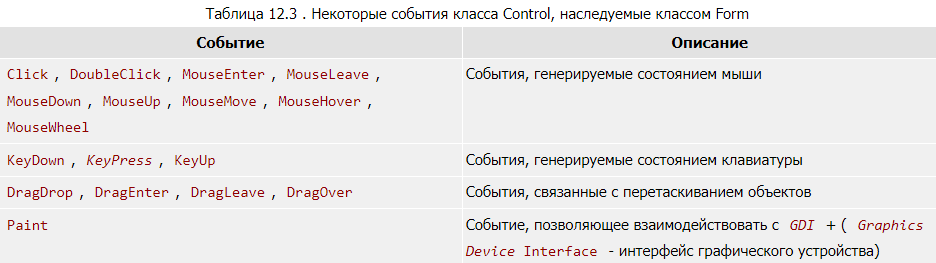 Таблица 12.3 . Некоторые события класса Control, наследуемые классом Form
Событие Описание
Click , DoubleClick , MouseEnter , MouseLeave , События, генерируемые состоянием мыши
MouseDown , MouseUp , MouseMove , MouseHover ,
MouseWheel
KeyDown , KeyPress , KeyUp События, генерируемые состоянием клавиатуры
DragDrop , DragEnter , DragLeave , DragOver События, связанные с перетаскиванием объектов
Paint Событие, позволяющее взаимодействовать с GDI + ( Graphics
Device Interface - интерфейс графического устройства)